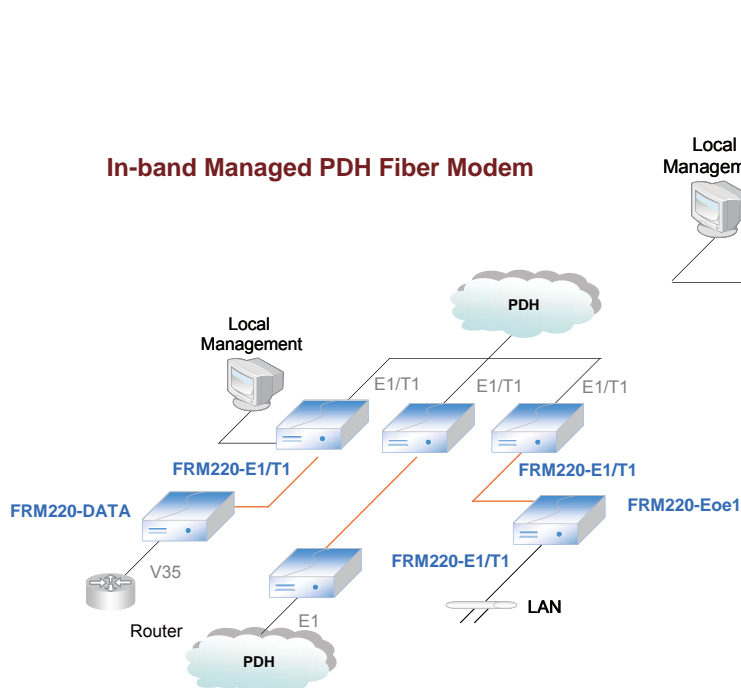 Local
Managem
In-band Managed PDH Fiber Modem
PDH
Local
Management
E1/T1
E1/T1
E1/T1
FRM220-E1/T1
FRM220-E1/T1
FRM220-DATA
FRM220-Eoe1
FRM220-E1/T1
V35
LAN
Router
E1
PDH